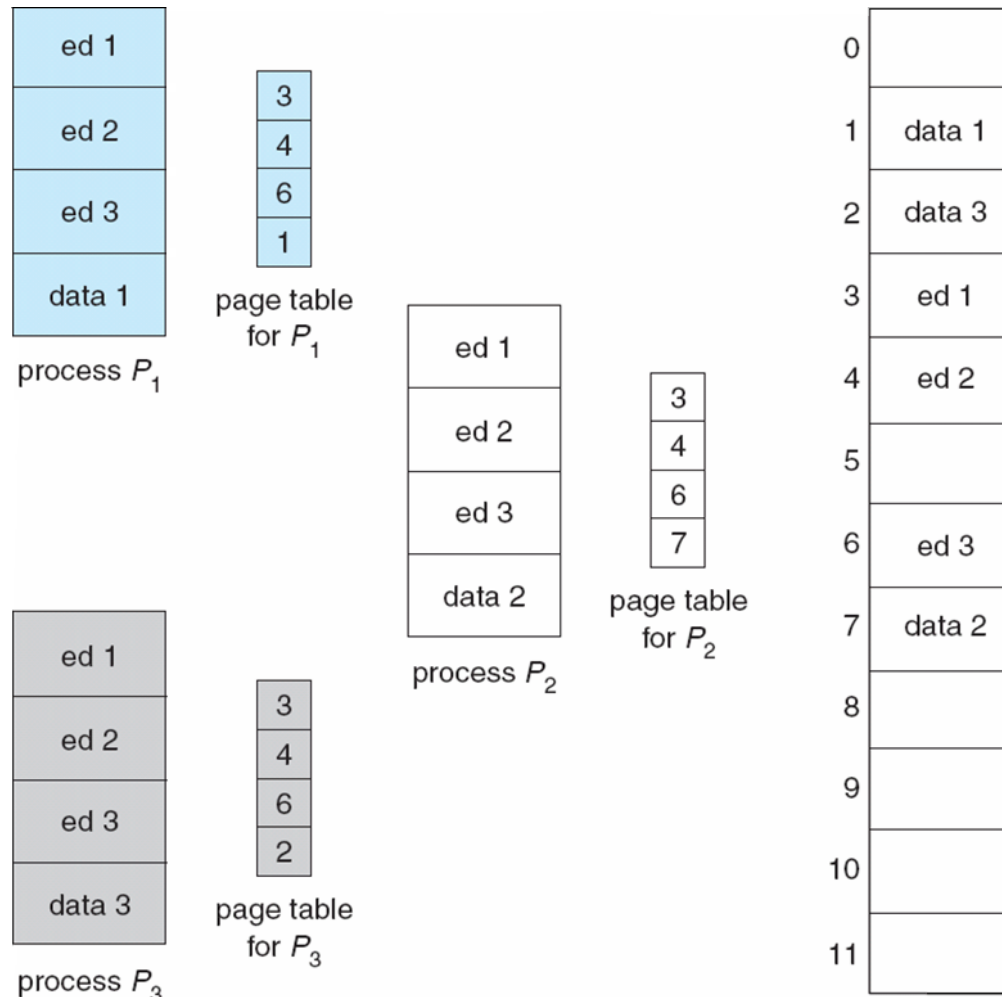 ed 1
ed 2
ed 3
data 1
process P1
3
4
6
1
page table
for P1
ed 1
ed 2
ed 3
data 2
process P2
3
4
6
7
page table
for P2
ed 1
ed 2
ed 3
data 3
process P3
3
4
6
2
page table
for P3
0
1 data 1
2 data 3
3 ed 1
4 ed 2
5
6 ed 3
7 data 2
8
9
10
11